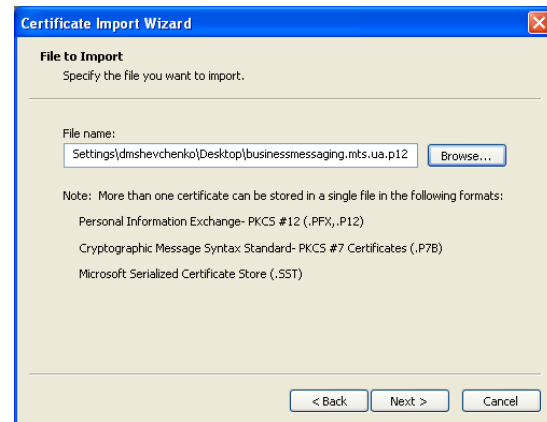 Certificate Import Wizard
File to Import
Specify the file you want to import.
File name:
Settings\dmshevchenko\Desktop\businessmessaging.mts.ua.p12
Browse...
Note: More than one certificate can be stored in a single file in the following formats:
Personal Information Exchange- PKCS #12 (.PFX,.P12)
Cryptographic Message Syntax Standard- PKCS #7 Certificates (.P7B)
Microsoft Serialized Certificate Store (.SST)
< Back Next > Cancel